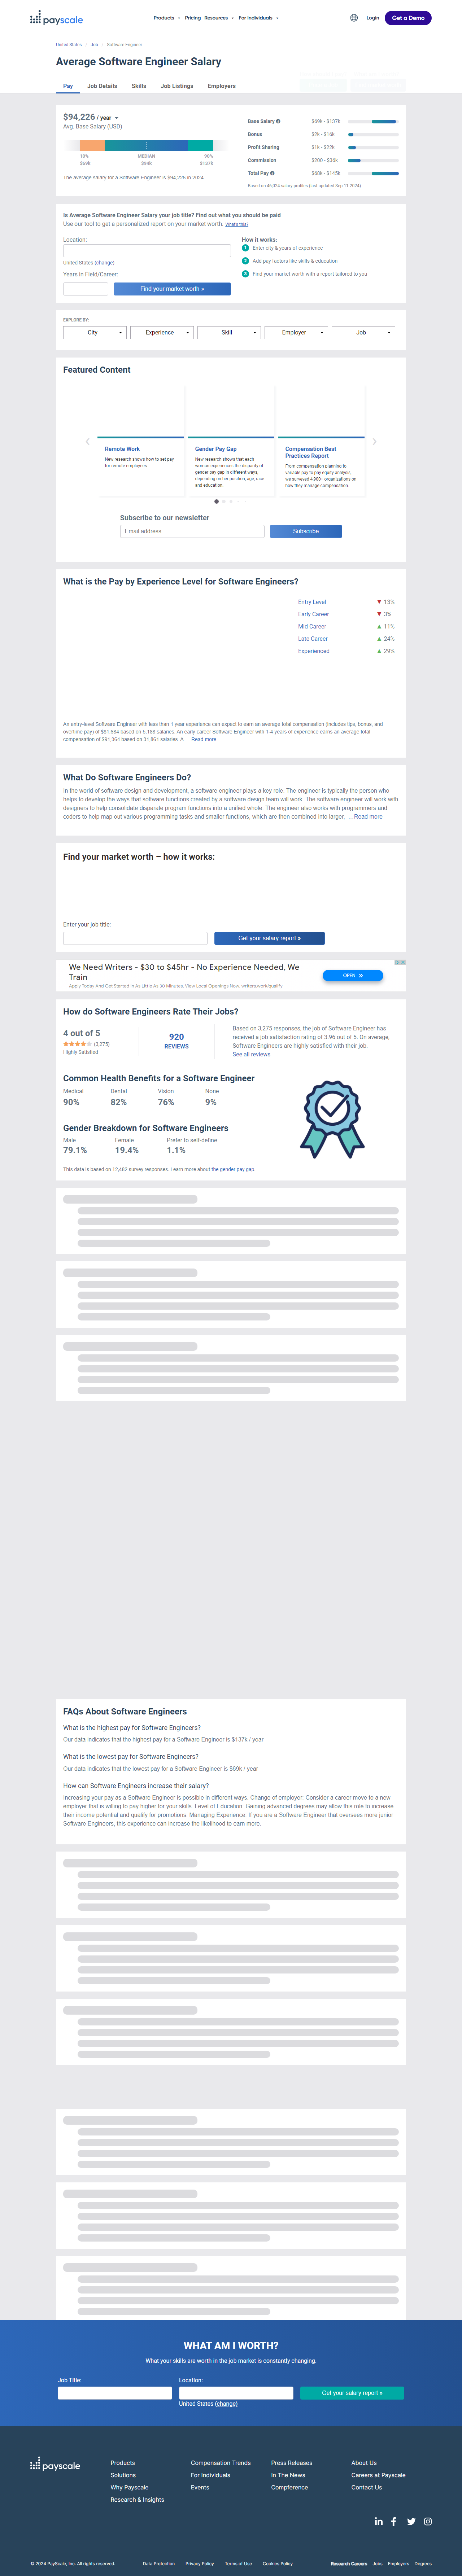 payscale
Products Pricing Resources For Individuals
Login
Get a Demo
United States Job Software Engineer
Average Software Engineer Salary
Pay Job Details Skills Job Listings Employers
$94,226 / year
Avg. Base Salary (USD)
10% MEDIAN 90%
$69k $94k $137k
The average salary for a Software Engineer is $94,226 in 2024
Base Salary $69k - $137k
Bonus $2k - $16k
Profit Sharing $1k - $22k
Commission $200 - $36k
Total Pay $68k - $145k
Based on 46,024 salary profiles (last updated Sep 11 2024)
Is Average Software Engineer Salary your job title? Find out what you should be paid
Use our tool to get a personalized report on your market worth. What's this?
Location:
United States (change)
Years in Field/Career:
Find your market worth »
How it works:
1 Enter city & years of experience
2 Add pay factors like skills & education
3 Find your market worth with a report tailored to you
EXPLORE BY:
City Experience Skill Employer Job
Featured Content
Remote Work
New research shows how to set pay
for remote employees
Gender Pay Gap
New research shows that each
woman experiences the disparity of
gender pay gap in different ways,
depending on her position, age, race
and education.
Compensation Best
Practices Report
From compensation planning to
variable pay to pay equity analysis,
we surveyed 4,900+ organizations on
how they manage compensation.
Subscribe to our newsletter
Email address
Subscribe
What is the Pay by Experience Level for Software Engineers?
Entry Level ▼ 13%
Early Career ▼ 3%
Mid Career ▲ 11%
Late Career ▲ 24%
Experienced ▲ 29%
An entry-level Software Engineer with less than 1 year experience can expect to earn an average total compensation (includes tips, bonus, and
overtime pay) of $81,684 based on 5,188 salaries. An early career Software Engineer with 1-4 years of experience earns an average total
compensation of $91,364 based on 31,951 salaries. A … Read more
What Do Software Engineers Do?
In the world of software design and development, a software engineer plays a key role. The engineer is typically the person who
helps to develop the ways that software functions created by a software design team will work. The software engineer will work with
designers to help consolidate disparate program functions into a unified whole. The engineer also works with programmers and
coders to help map out various programming tasks and smaller functions, which are then combined into larger, … Read more
Find your market worth – how it works:
Enter your job title:
Get your salary report »
We Need Writers - $30 to $45hr - No Experience Needed, We
Train
Apply Today And Get Started In As Little As 30 Minutes. View Local Openings Now. writers.work/qualify
OPEN
How do Software Engineers Rate Their Jobs?
4 out of 5
(3,275)
Highly Satisfied
920
REVIEWS
Based on 3,275 responses, the job of Software Engineer has
received a job satisfaction rating of 3.96 out of 5. On average,
Software Engineers are highly satisfied with their job.
See all reviews
Common Health Benefits for a Software Engineer
Medical Dental Vision None
90% 82% 76% 9%
Gender Breakdown for Software Engineers
Male Female Prefer to self-define
79.1% 19.4% 1.1%
This data is based on 12,482 survey responses. Learn more about the gender pay gap.
FAQs About Software Engineers
What is the highest pay for Software Engineers?
Our data indicates that the highest pay for a Software Engineer is $137k / year
What is the lowest pay for Software Engineers?
Our data indicates that the lowest pay for a Software Engineer is $69k / year
How can Software Engineers increase their salary?
Increasing your pay as a Software Engineer is possible in different ways. Change of employer: Consider a career move to a new
employer that is willing to pay higher for your skills. Level of Education: Gaining advanced degrees may allow this role to increase
their income potential and qualify for promotions. Managing Experience: If you are a Software Engineer that oversees more junior
Software Engineers, this experience can increase the likelihood to earn more.
WHAT AM I WORTH?
What your skills are worth in the job market is constantly changing.
Job Title:
Location:
United States (change)
Get your salary report »
payscale
Products
Solutions
Why Payscale
Research & Insights
Compensation Trends
For Individuals
Events
Press Releases
In The News
Compference
About Us
Careers at Payscale
Contact Us
© 2024 PayScale, Inc. All rights reserved. Data Protection Privacy Policy Terms of Use Cookies Policy Research Careers Jobs Employers Degrees